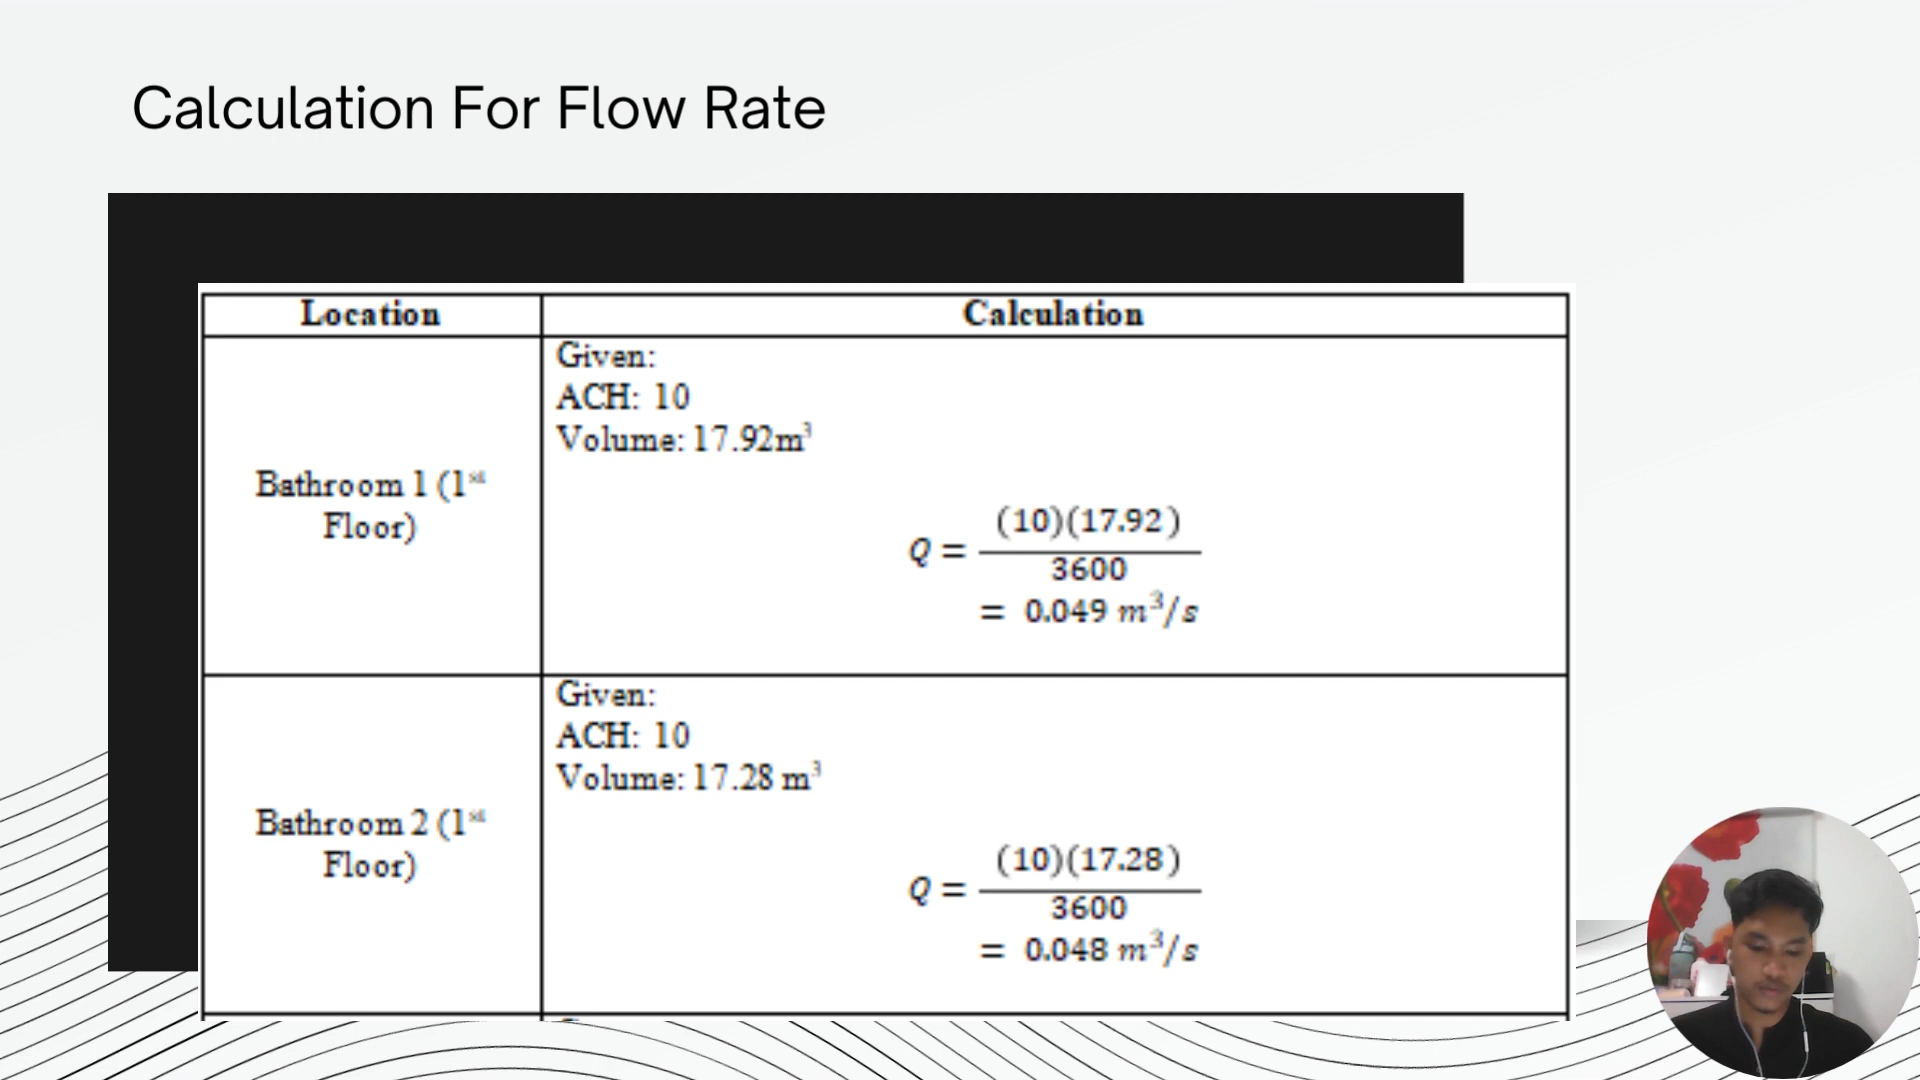 Calculation For Flow Rate
Location
Calculation
Bathroom 1 (1st
Floor)
Given:
ACH: 10
Volume: 17.92m³
Q = (10)(17.92)
3600
= 0.049 m³/s
Bathroom 2 (1st
Floor)
Given:
ACH: 10
Volume: 17.28 m³
Q = (10)(17.28)
3600
= 0.048 m³/s